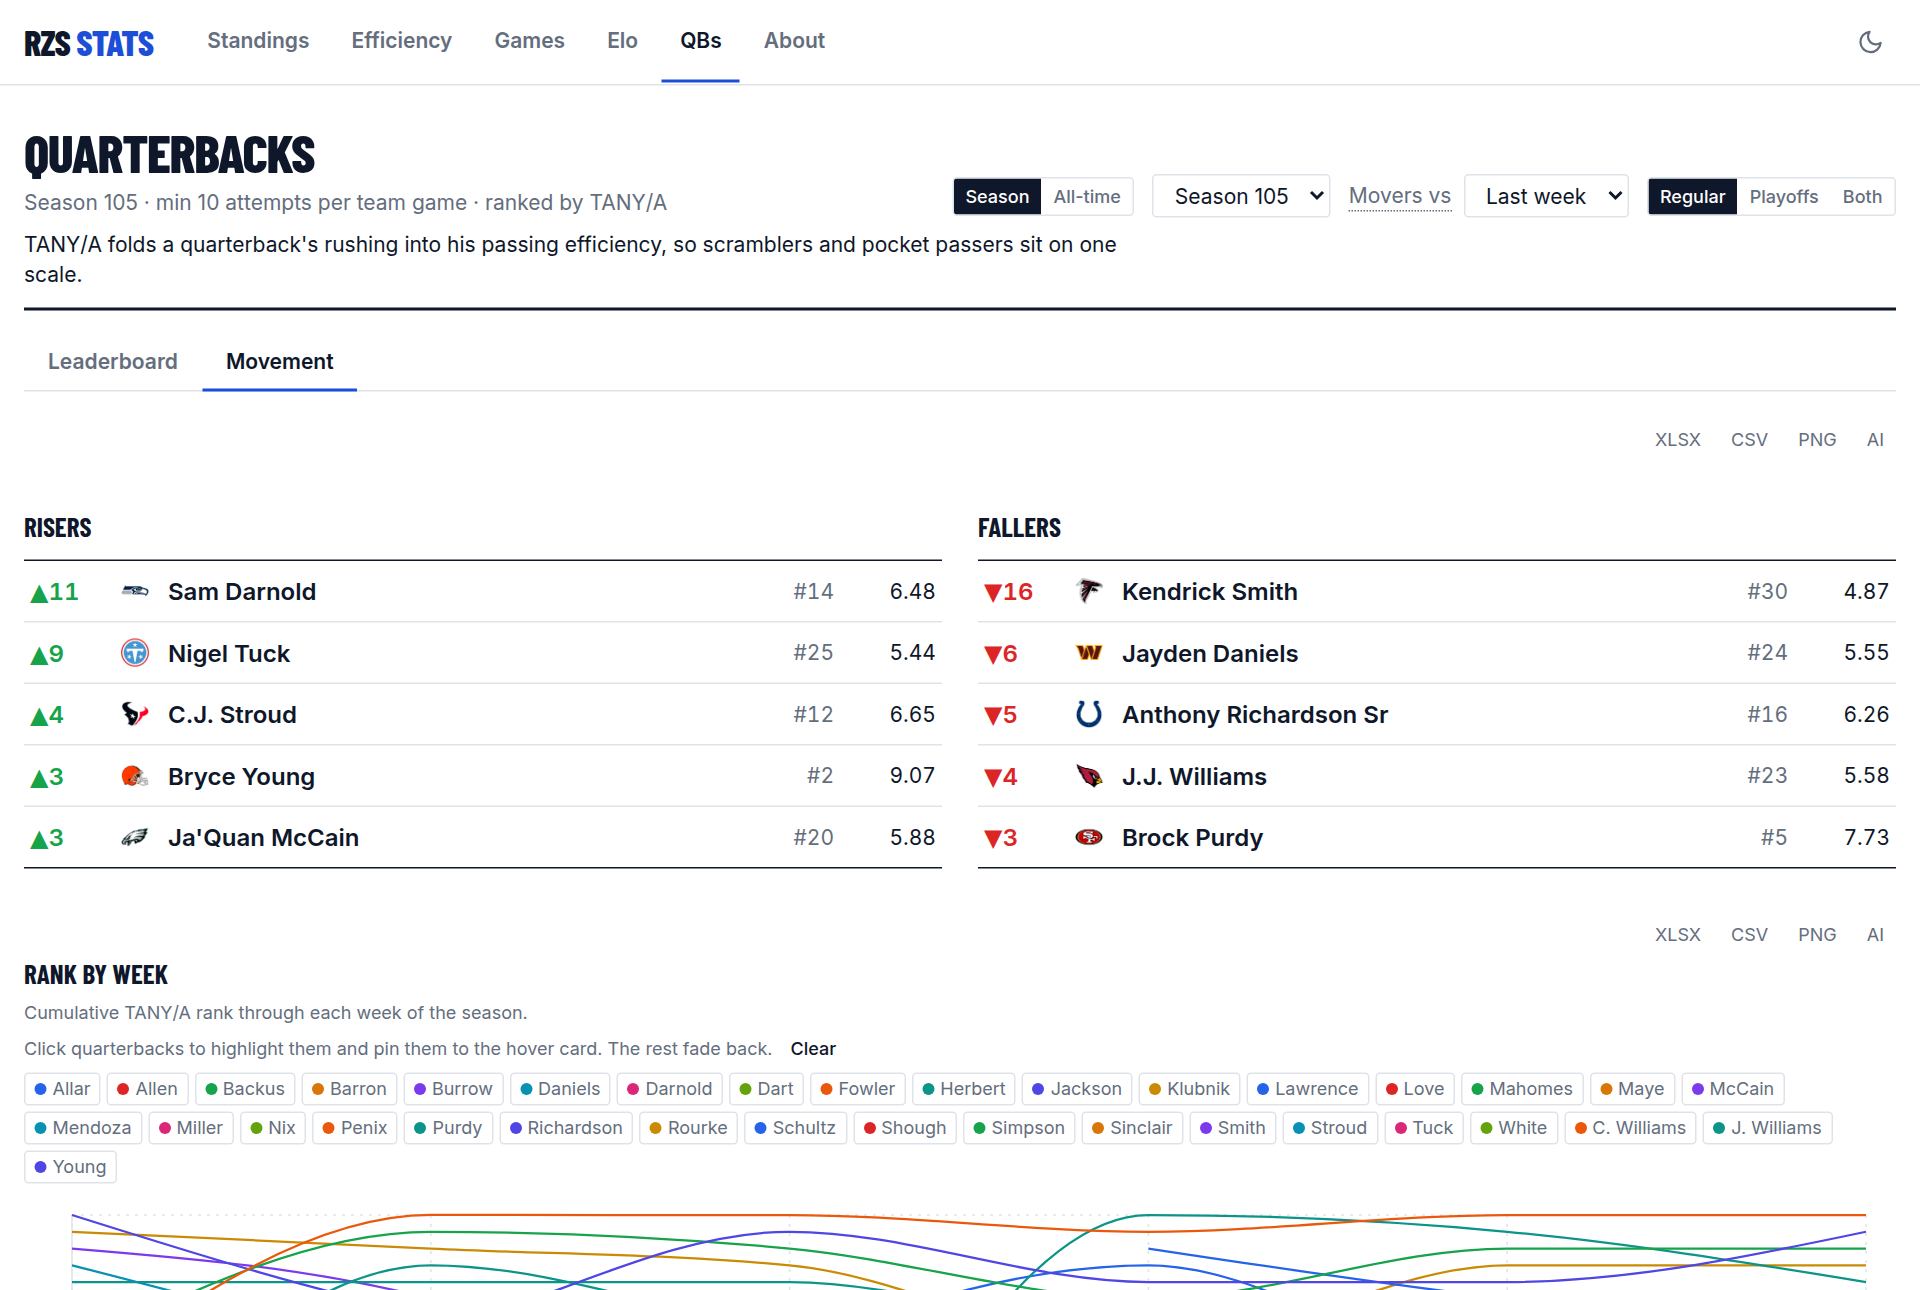 RZS STATS Standings Efficiency Games Elo QBs About
QUARTERBACKS
Season 105 · min 10 attempts per team game · ranked by TANY/A
Season All-time Season 105 Movers vs Last week Regular Playoffs Both
TANY/A folds a quarterback's rushing into his passing efficiency, so scramblers and pocket passers sit on one
scale.
Leaderboard Movement
XLSX CSV PNG AI
RISERS
▲11 Sam Darnold #14 6.48
▲9 Nigel Tuck #25 5.44
▲4 C.J. Stroud #12 6.65
▲3 Bryce Young #2 9.07
▲3 Ja'Quan McCain #20 5.88
FALLERS
▼16 Kendrick Smith #30 4.87
▼6 Jayden Daniels #24 5.55
▼5 Anthony Richardson Sr #16 6.26
▼4 J.J. Williams #23 5.58
▼3 Brock Purdy #5 7.73
XLSX CSV PNG AI
RANK BY WEEK
Cumulative TANY/A rank through each week of the season.
Click quarterbacks to highlight them and pin them to the hover card. The rest fade back. Clear
Allar Allen Backus Barron Burrow Daniels Darnold Dart Fowler Herbert Jackson Klubnik Lawrence Love Mahomes Maye McCain
Mendoza Miller Nix Penix Purdy Richardson Rourke Schultz Shough Simpson Sinclair Smith Stroud Tuck White C. Williams J. Williams
Young